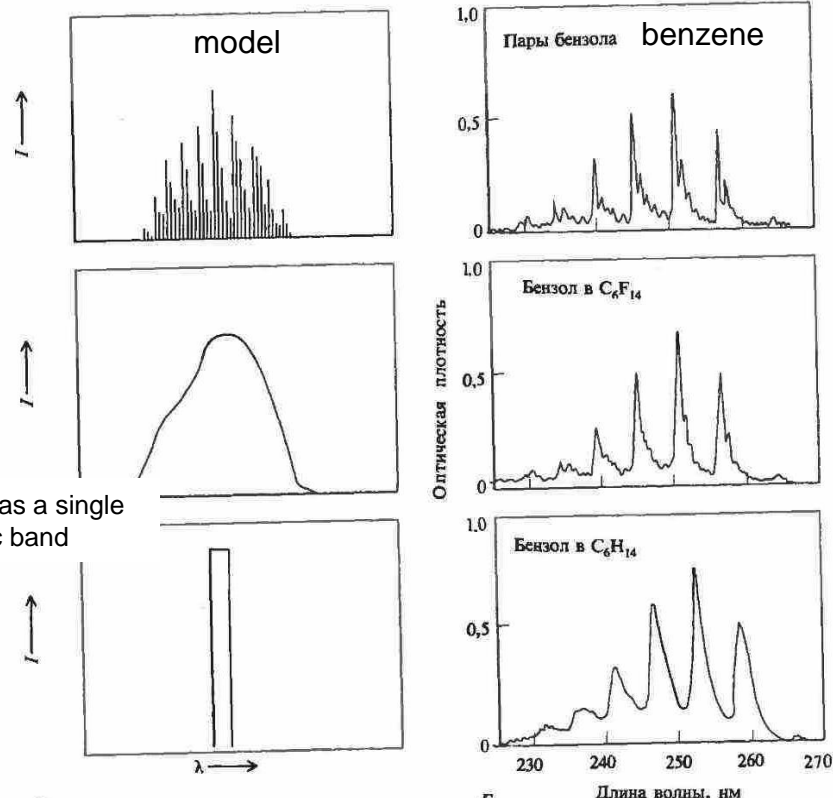 model
I
I
as a single
band
I
λ
1,0
Пары бензола benzene
0,5
0
Оптическая плотность
1.0
Бензол в C₆F₁₄
0,5
0
1.0
Бензол в C₆H₁₄
0,5
0
230 240 250 260 270
Длина волны, нм